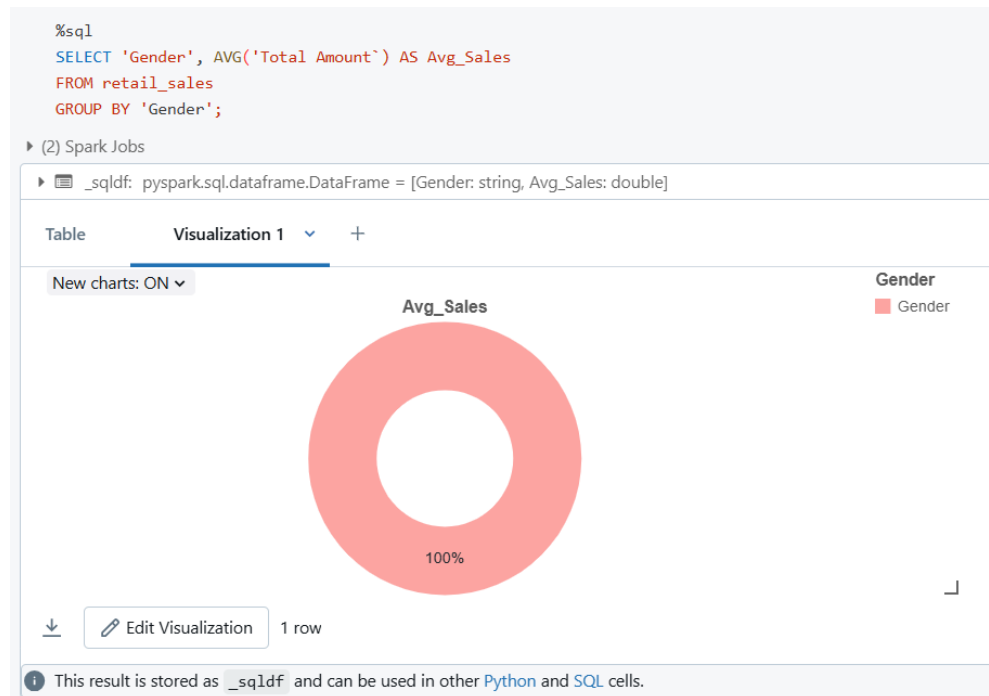 %sql
SELECT 'Gender', AVG('Total Amount`) AS Avg_Sales
FROM retail_sales
GROUP BY 'Gender';
(2) Spark Jobs
_sqldf: pyspark.sql.dataframe.DataFrame = [Gender: string, Avg_Sales: double]
Table Visualization 1 +
New charts: ON
Gender
Gender
Avg_Sales
100%
Edit Visualization 1 row
This result is stored as _sqldf and can be used in other Python and SQL cells.